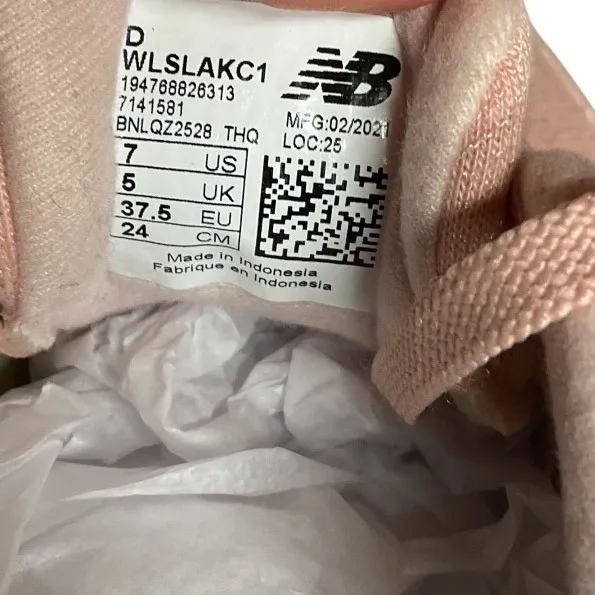 D
WLSLAKC1
194768826313
7141581
BNLQZ2528 THQ
NB
MFG:02/2021
LOC:25
7 US
5 UK
37.5 EU
24 CM
Made in Indonesia
Fabrique en Indonesia